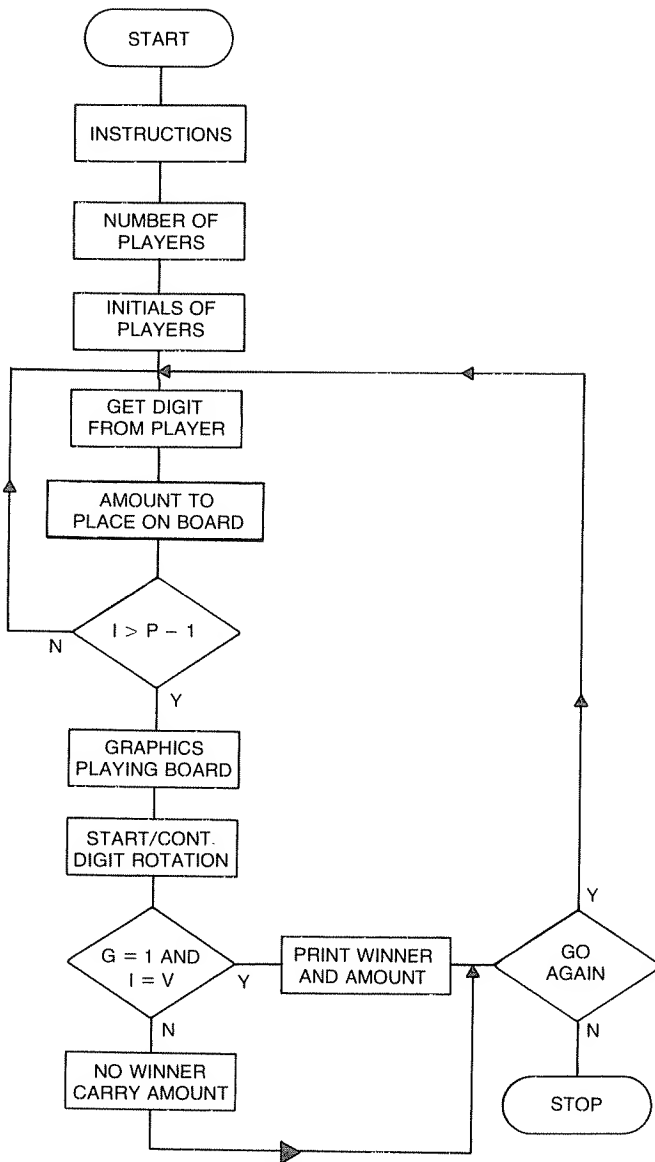 START
INSTRUCTIONS
NUMBER OF
PLAYERS
INITIALS OF
PLAYERS
GET DIGIT
FROM PLAYER
AMOUNT TO
PLACE ON BOARD
I > P – 1
N
Y
GRAPHICS
PLAYING BOARD
START/CONT.
DIGIT ROTATION
G = 1 AND
I = V
Y
N
PRINT WINNER
AND AMOUNT
NO WINNER
CARRY AMOUNT
Y
GO
AGAIN
N
STOP